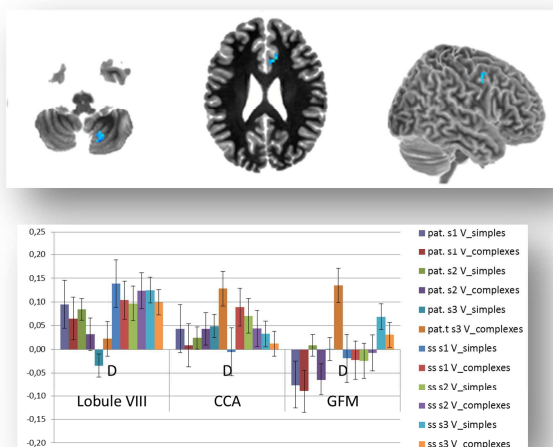 0,25
0,20
0,15
0,10
0,05
0,00
-0,05
-0,10
-0,15
-0,20
D D D
Lobule VIII CCA GFM
pat. s1 V_simples
pat. s1 V_complexes
pat. s2 V_simples
pat. s2 V_complexes
pat. s3 V_simples
pat.t s3 V_complexes
ss s1 V_simples
ss s1 V_complexes
ss s2 V_simples
ss s2 V_complexes
ss s3 V_simples
ss s3 V_complexes